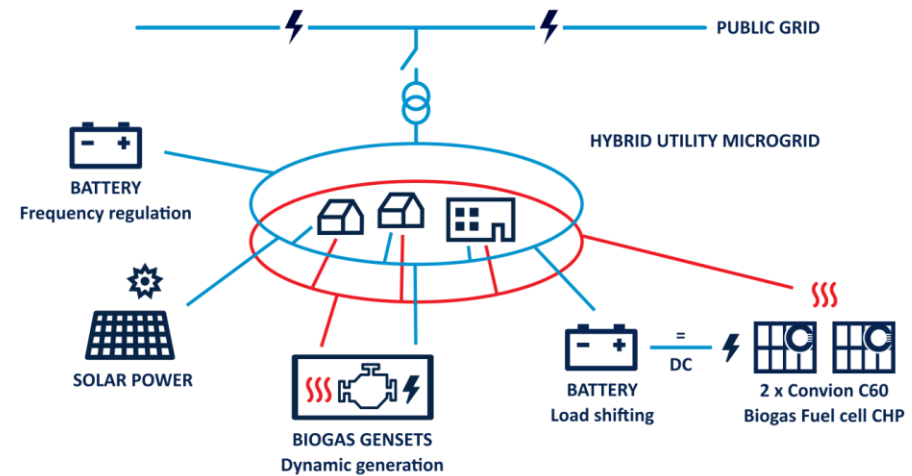 PUBLIC GRID
HYBRID UTILITY MICROGRID
BATTERY
Frequency regulation
SOLAR POWER
BIOGAS GENSETS
Dynamic generation
BATTERY
Load shifting
=
DC
2 x Convion C60
Biogas Fuel cell CHP